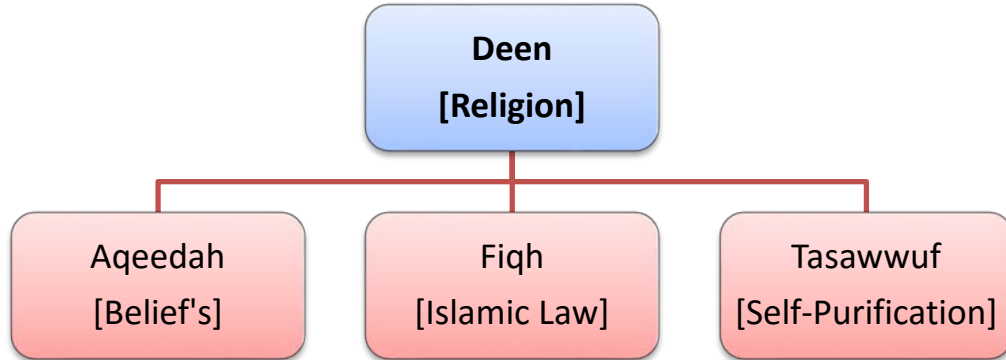 Deen
[Religion]
Aqeedah
[Belief's]
Fiqh
[Islamic Law]
Tasawwuf
[Self-Purification]